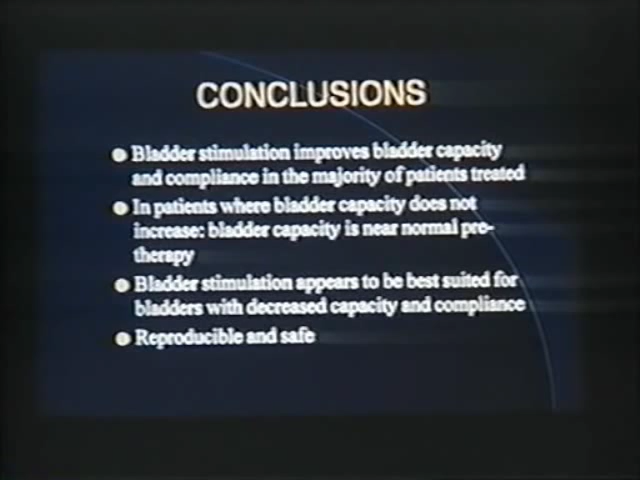 CONCLUSIONS
Bladder stimulation improves bladder capacity
and compliance in the majority of patients treated
In patients where bladder capacity does not
increase: bladder capacity is near normal pre-
therapy
Bladder stimulation appears to be best suited for
bladders with decreased capacity and compliance
Reproducible and safe